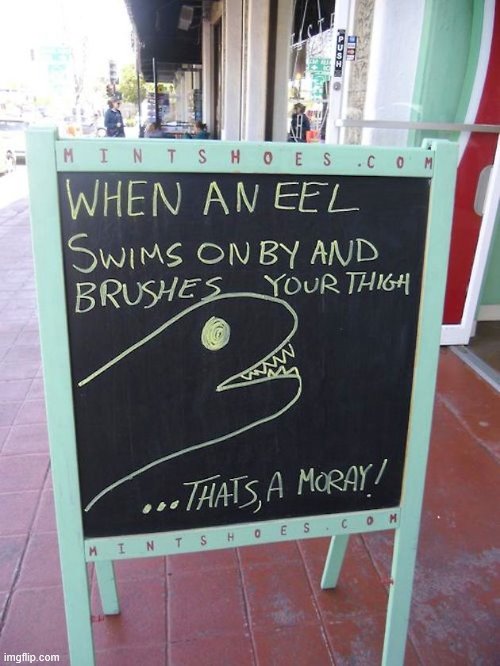 PUSH
MINTSHOES.COM
WHEN AN EEL
SWIMS ON BY AND
BRUSHES YOUR THIGH
...THATS, A MORAY!
MINTSHOES.COM
imgflip.com